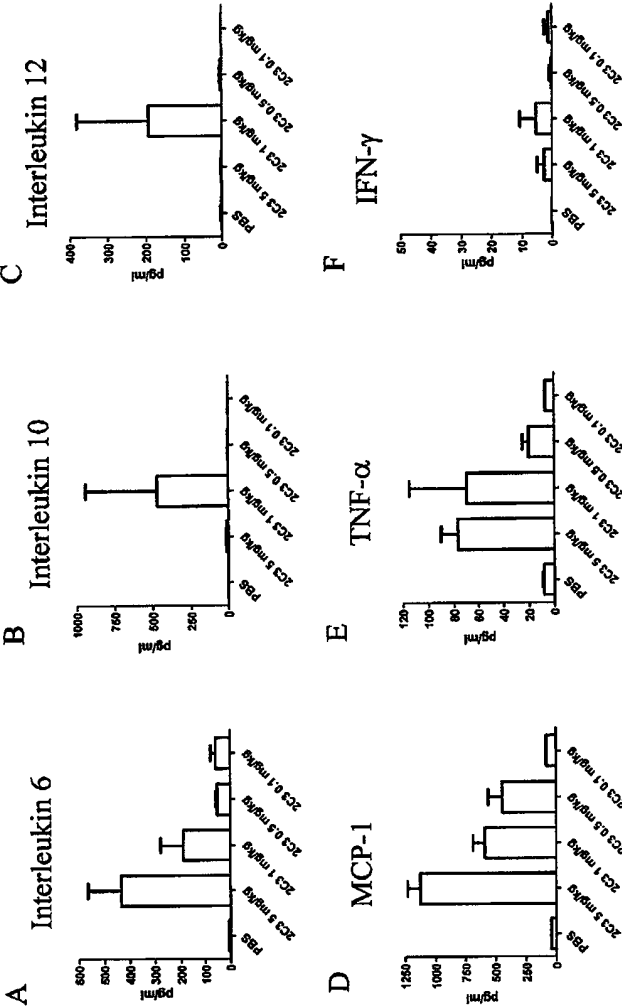 A
Interleukin 6
pg/ml
600
500
400
300
200
100
0
PBS
2C3 5 mg/kg
2C3 1 mg/kg
2C3 0.5 mg/kg
2C3 0.1 mg/kg
B
Interleukin 10
pg/ml
1000
750
500
250
0
PBS
2C3 5 mg/kg
2C3 1 mg/kg
2C3 0.5 mg/kg
2C3 0.1 mg/kg
C
Interleukin 12
pg/ml
400
300
200
100
0
PBS
2C3 5 mg/kg
2C3 1 mg/kg
2C3 0.5 mg/kg
2C3 0.1 mg/kg
D
MCP-1
pg/ml
1250
1000
750
500
250
0
PBS
2C3 5 mg/kg
2C3 1 mg/kg
2C3 0.5 mg/kg
2C3 0.1 mg/kg
E
TNF-α
pg/ml
120
100
80
60
40
20
0
PBS
2C3 5 mg/kg
2C3 1 mg/kg
2C3 0.5 mg/kg
2C3 0.1 mg/kg
F
IFN-γ
pg/ml
50
40
30
20
10
0
PBS
2C3 5 mg/kg
2C3 1 mg/kg
2C3 0.5 mg/kg
2C3 0.1 mg/kg